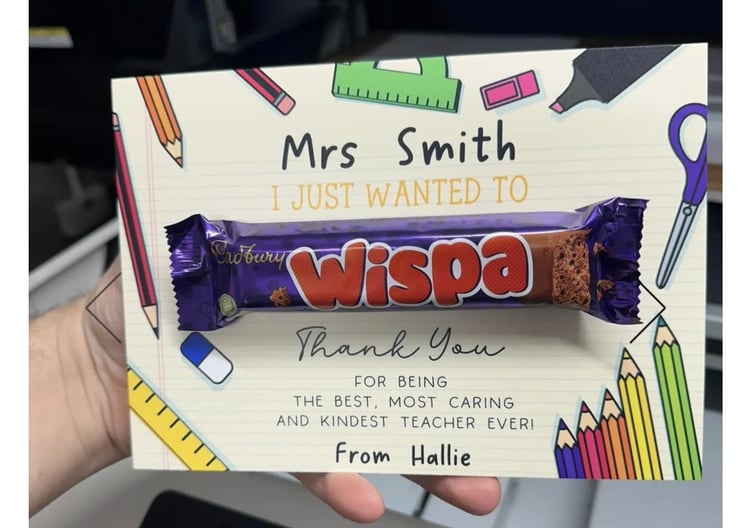 Mrs Smith
I JUST WANTED TO
Cadbury
Wispa
Thank You
FOR BEING
THE BEST, MOST CARING
AND KINDEST TEACHER EVER!
From Hallie